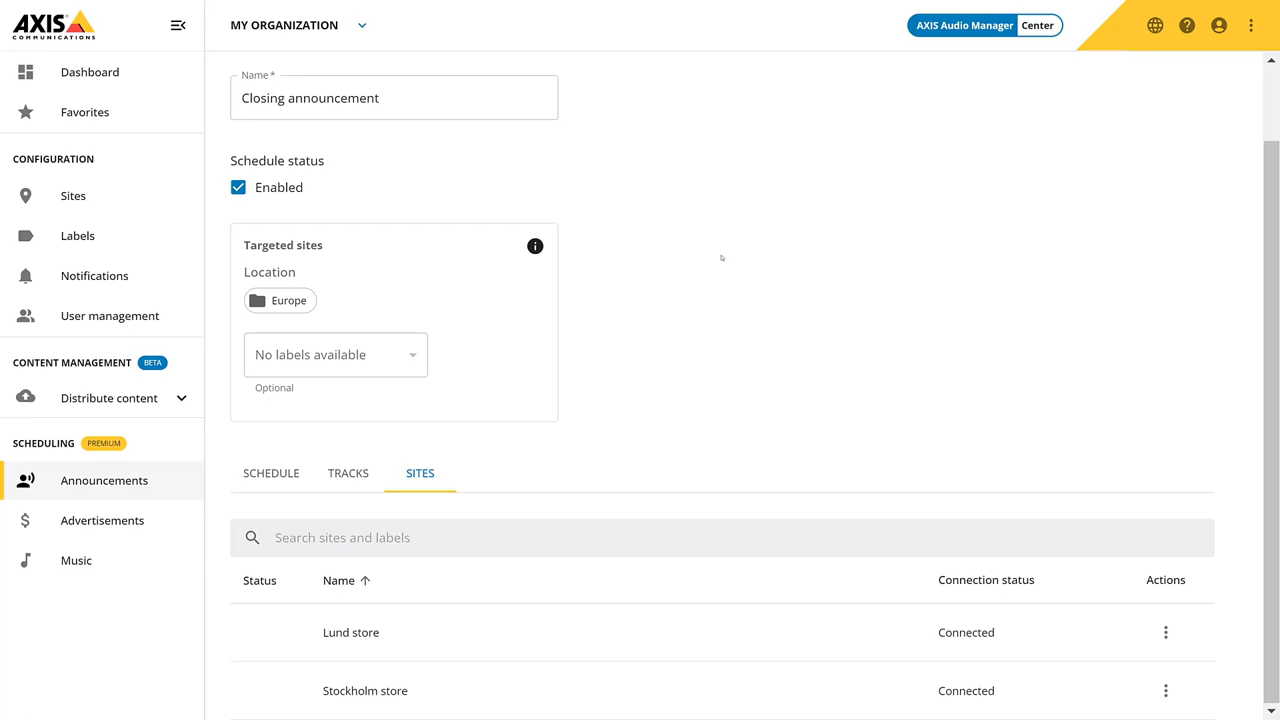 AXIS
COMMUNICATIONS
MY ORGANIZATION
AXIS Audio Manager Center
Dashboard
Favorites
CONFIGURATION
Sites
Labels
Notifications
User management
CONTENT MANAGEMENT BETA
Distribute content
SCHEDULING PREMIUM
Announcements
Advertisements
Music
Name*
Closing announcement
Schedule status
Enabled
Targeted sites
Location
Europe
No labels available
Optional
SCHEDULE TRACKS SITES
Search sites and labels
Status Name Connection status Actions
Lund store Connected
Stockholm store Connected